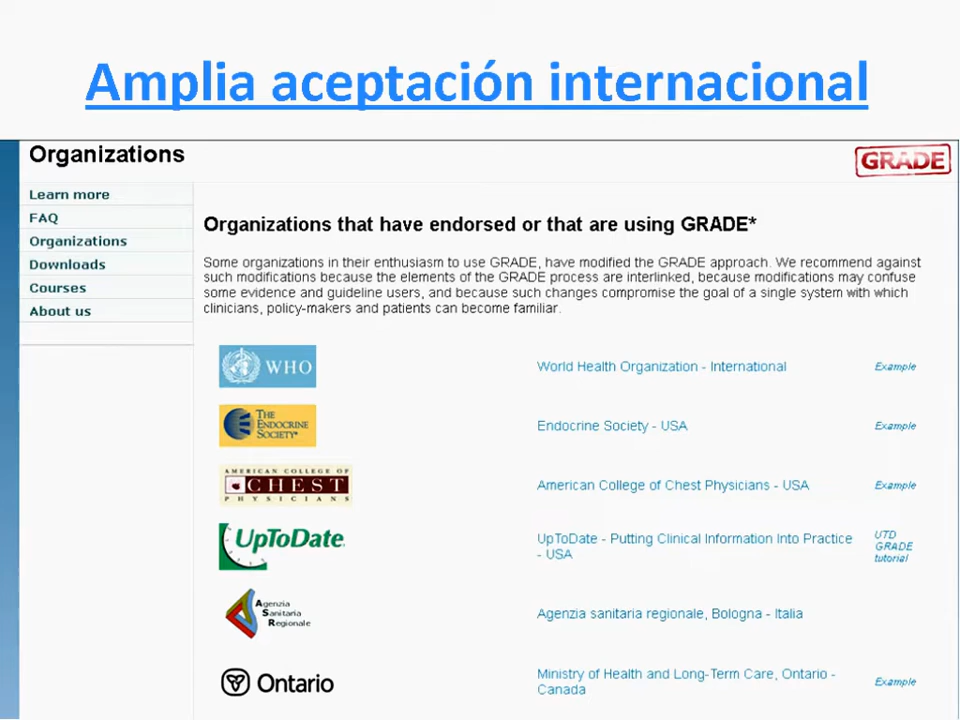 Amplia aceptación internacional
Organizations
GRADE
Learn more
FAQ
Organizations
Downloads
Courses
About us
Organizations that have endorsed or that are using GRADE*
Some organizations in their enthusiasm to use GRADE, have modified the GRADE approach. We recommend against
such modifications because the elements of the GRADE process are interlinked, because modifications may confuse
some evidence and guideline users, and because such changes compromise the goal of a single system with which
clinicians, policy-makers and patients can become familiar.
WHO
World Health Organization - International
Example
THE
ENDOCRINE
SOCIETY®
Endocrine Society - USA
Example
AMERICAN COLLEGE OF
CHEST
PHYSICIANS
American College of Chest Physicians - USA
Example
UpToDate.
UpToDate - Putting Clinical Information Into Practice
- USA
UTD
GRADE
tutorial
Agenzia
Sanitaria
Regionale
Agenzia sanitaria regionale, Bologna - Italia
Ontario
Ministry of Health and Long-Term Care, Ontario -
Canada
Example